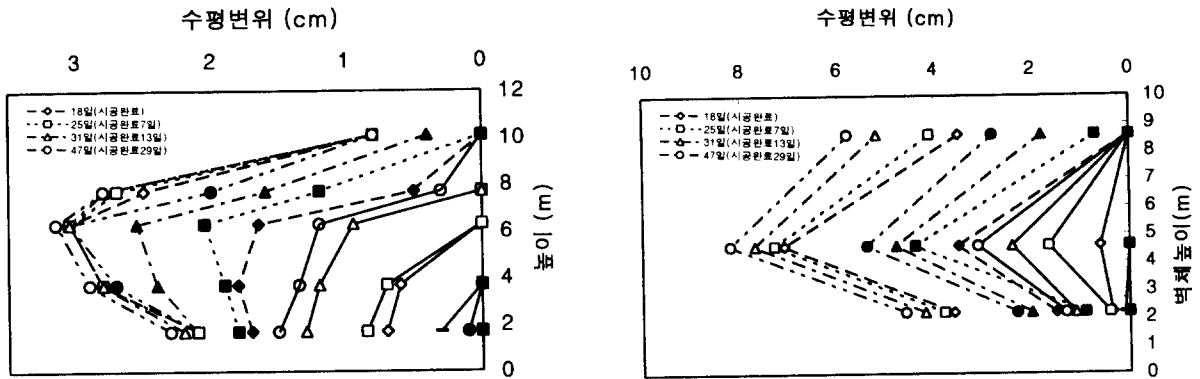 수평변위 (cm)
3 2 1 0
12
10
8
6
4
2
0
높이 (m)
18일(시공완료)
25일(시공완료7일)
31일(시공완료13일)
47일(시공완료29일)
수평변위 (cm)
10 8 6 4 2 0
10
9
8
7
6
5
4
3
2
1
0
벽체높이(m)
18일(시공완료)
25일(시공완료7일)
31일(시공완료13일)
47일(시공완료29일)